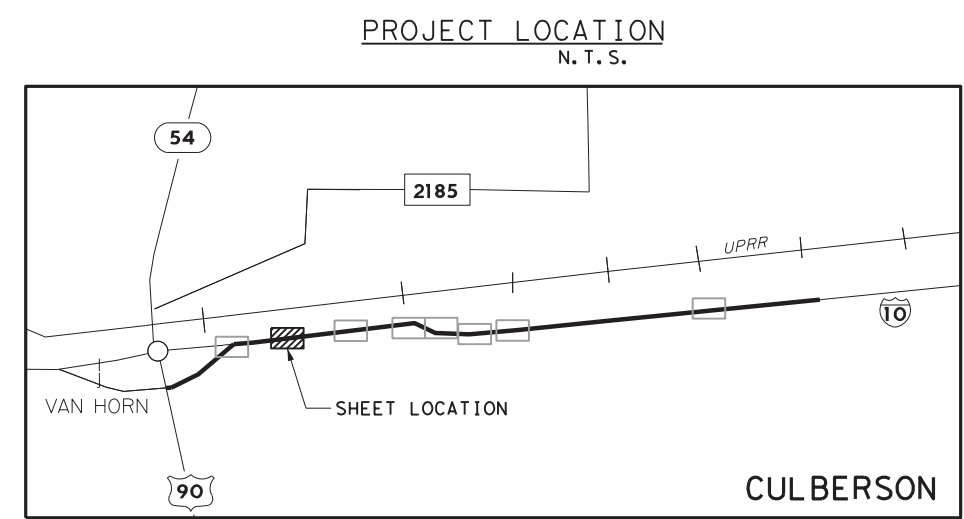 PROJECT LOCATION
N.T.S.
54
2185
UPRR
10
VAN HORN
SHEET LOCATION
90
CULBERSON